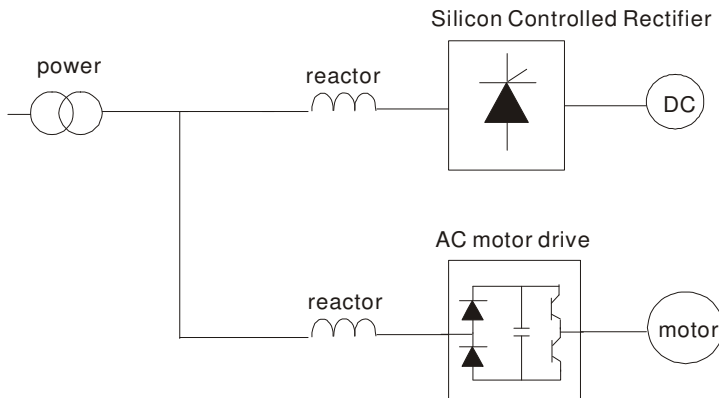 Silicon Controlled Rectifier
power
reactor
DC
AC motor drive
reactor
motor